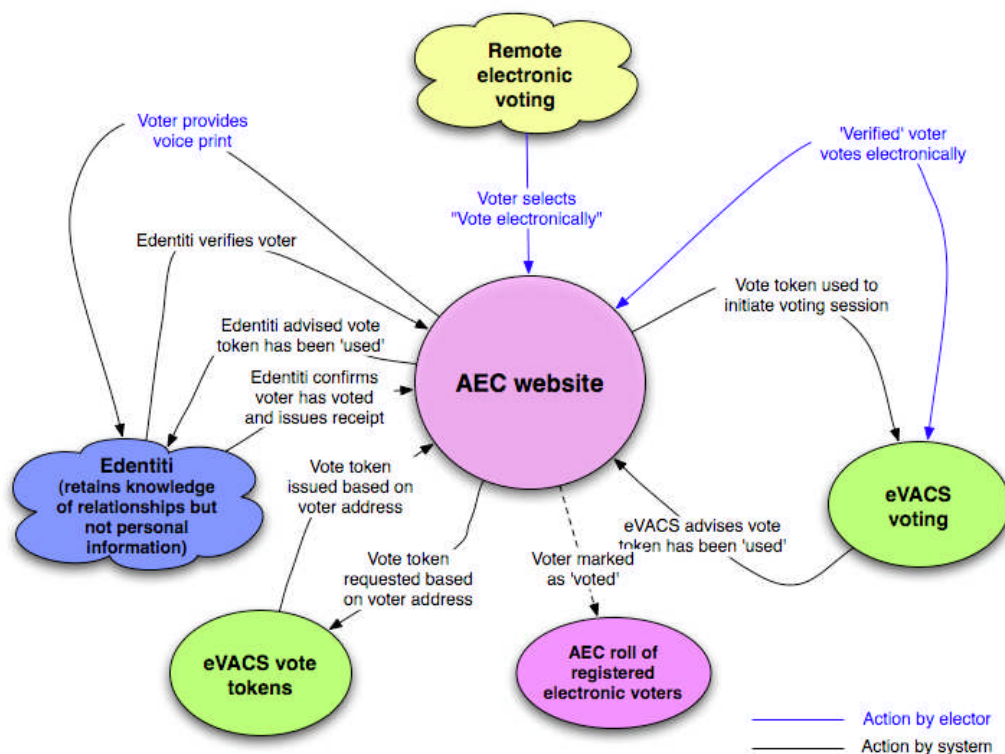 Remote
electronic
voting
Voter provides
voice print
'Verified' voter
votes electronically
Voter selects
"Vote electronically"
Edentiti verifies voter
Vote token used to
initiate voting session
Edentiti advised vote
token has been 'used'
AEC website
Edentiti confirms
voter has voted
and issues receipt
Edentiti
(retains knowledge
of relationships but
not personal
information)
Vote token
issued based on
voter address
eVACS
voting
eVACS advises vote
token has been 'used'
Vote token
requested based
on voter address
Voter marked
as 'voted'
eVACS vote
tokens
AEC roll of
registered
electronic voters
Action by elector
Action by system